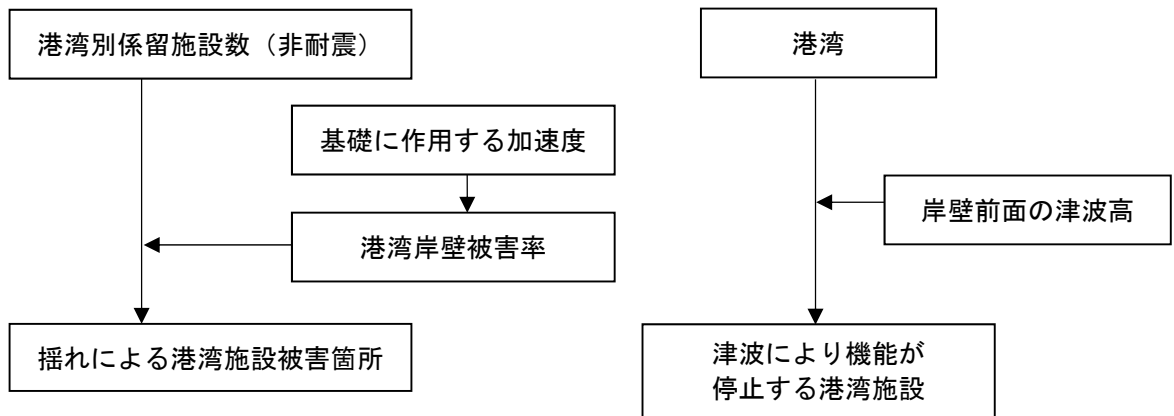 港湾別係留施設数（非耐震）
港湾
基礎に作用する加速度
岸壁前面の津波高
港湾岸壁被害率
揺れによる港湾施設被害箇所
津波により機能が
停止する港湾施設